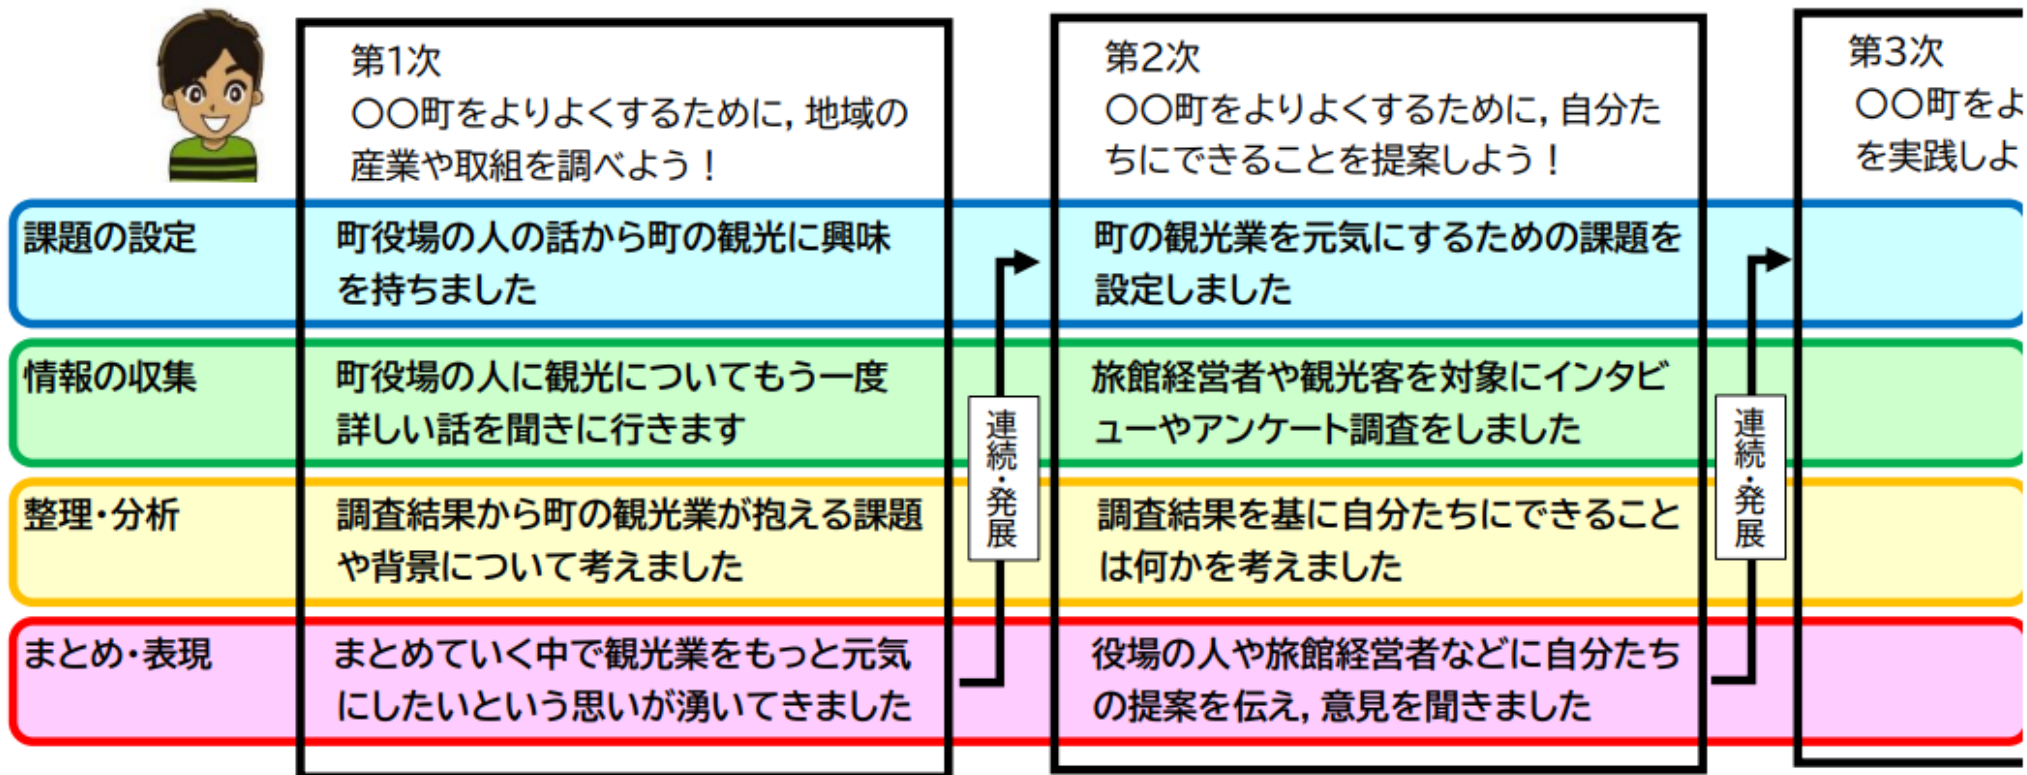 第1次
〇〇町をよりよくするために，地域の
産業や取組を調べよう！
第2次
〇〇町をよりよくするために，自分た
ちにできることを提案しよう！
第3次
〇〇町をよ
を実践しよ
課題の設定
町役場の人の話から町の観光に興味
を持ちました
町の観光業を元気にするための課題を
設定しました
情報の収集
町役場の人に観光についてもう一度
詳しい話を聞きに行きます
旅館経営者や観光客を対象にインタビ
ューやアンケート調査をしました
整理・分析
調査結果から町の観光業が抱える課題
や背景について考えました
調査結果を基に自分たちにできること
は何かを考えました
まとめ・表現
まとめていく中で観光業をもっと元気
にしたいという思いが湧いてきました
役場の人や旅館経営者などに自分たち
の提案を伝え，意見を聞きました
連続・発展
連続・発展